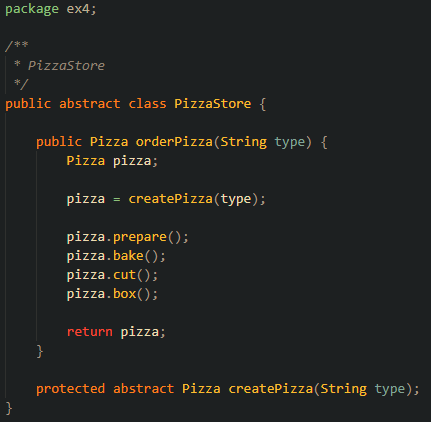 package ex4;
/**
 * PizzaStore
 */
public abstract class PizzaStore {
    public Pizza orderPizza(String type) {
        Pizza pizza;
        pizza = createPizza(type);
        pizza.prepare();
        pizza.bake();
        pizza.cut();
        pizza.box();
        return pizza;
    }
    protected abstract Pizza createPizza(String type);
}